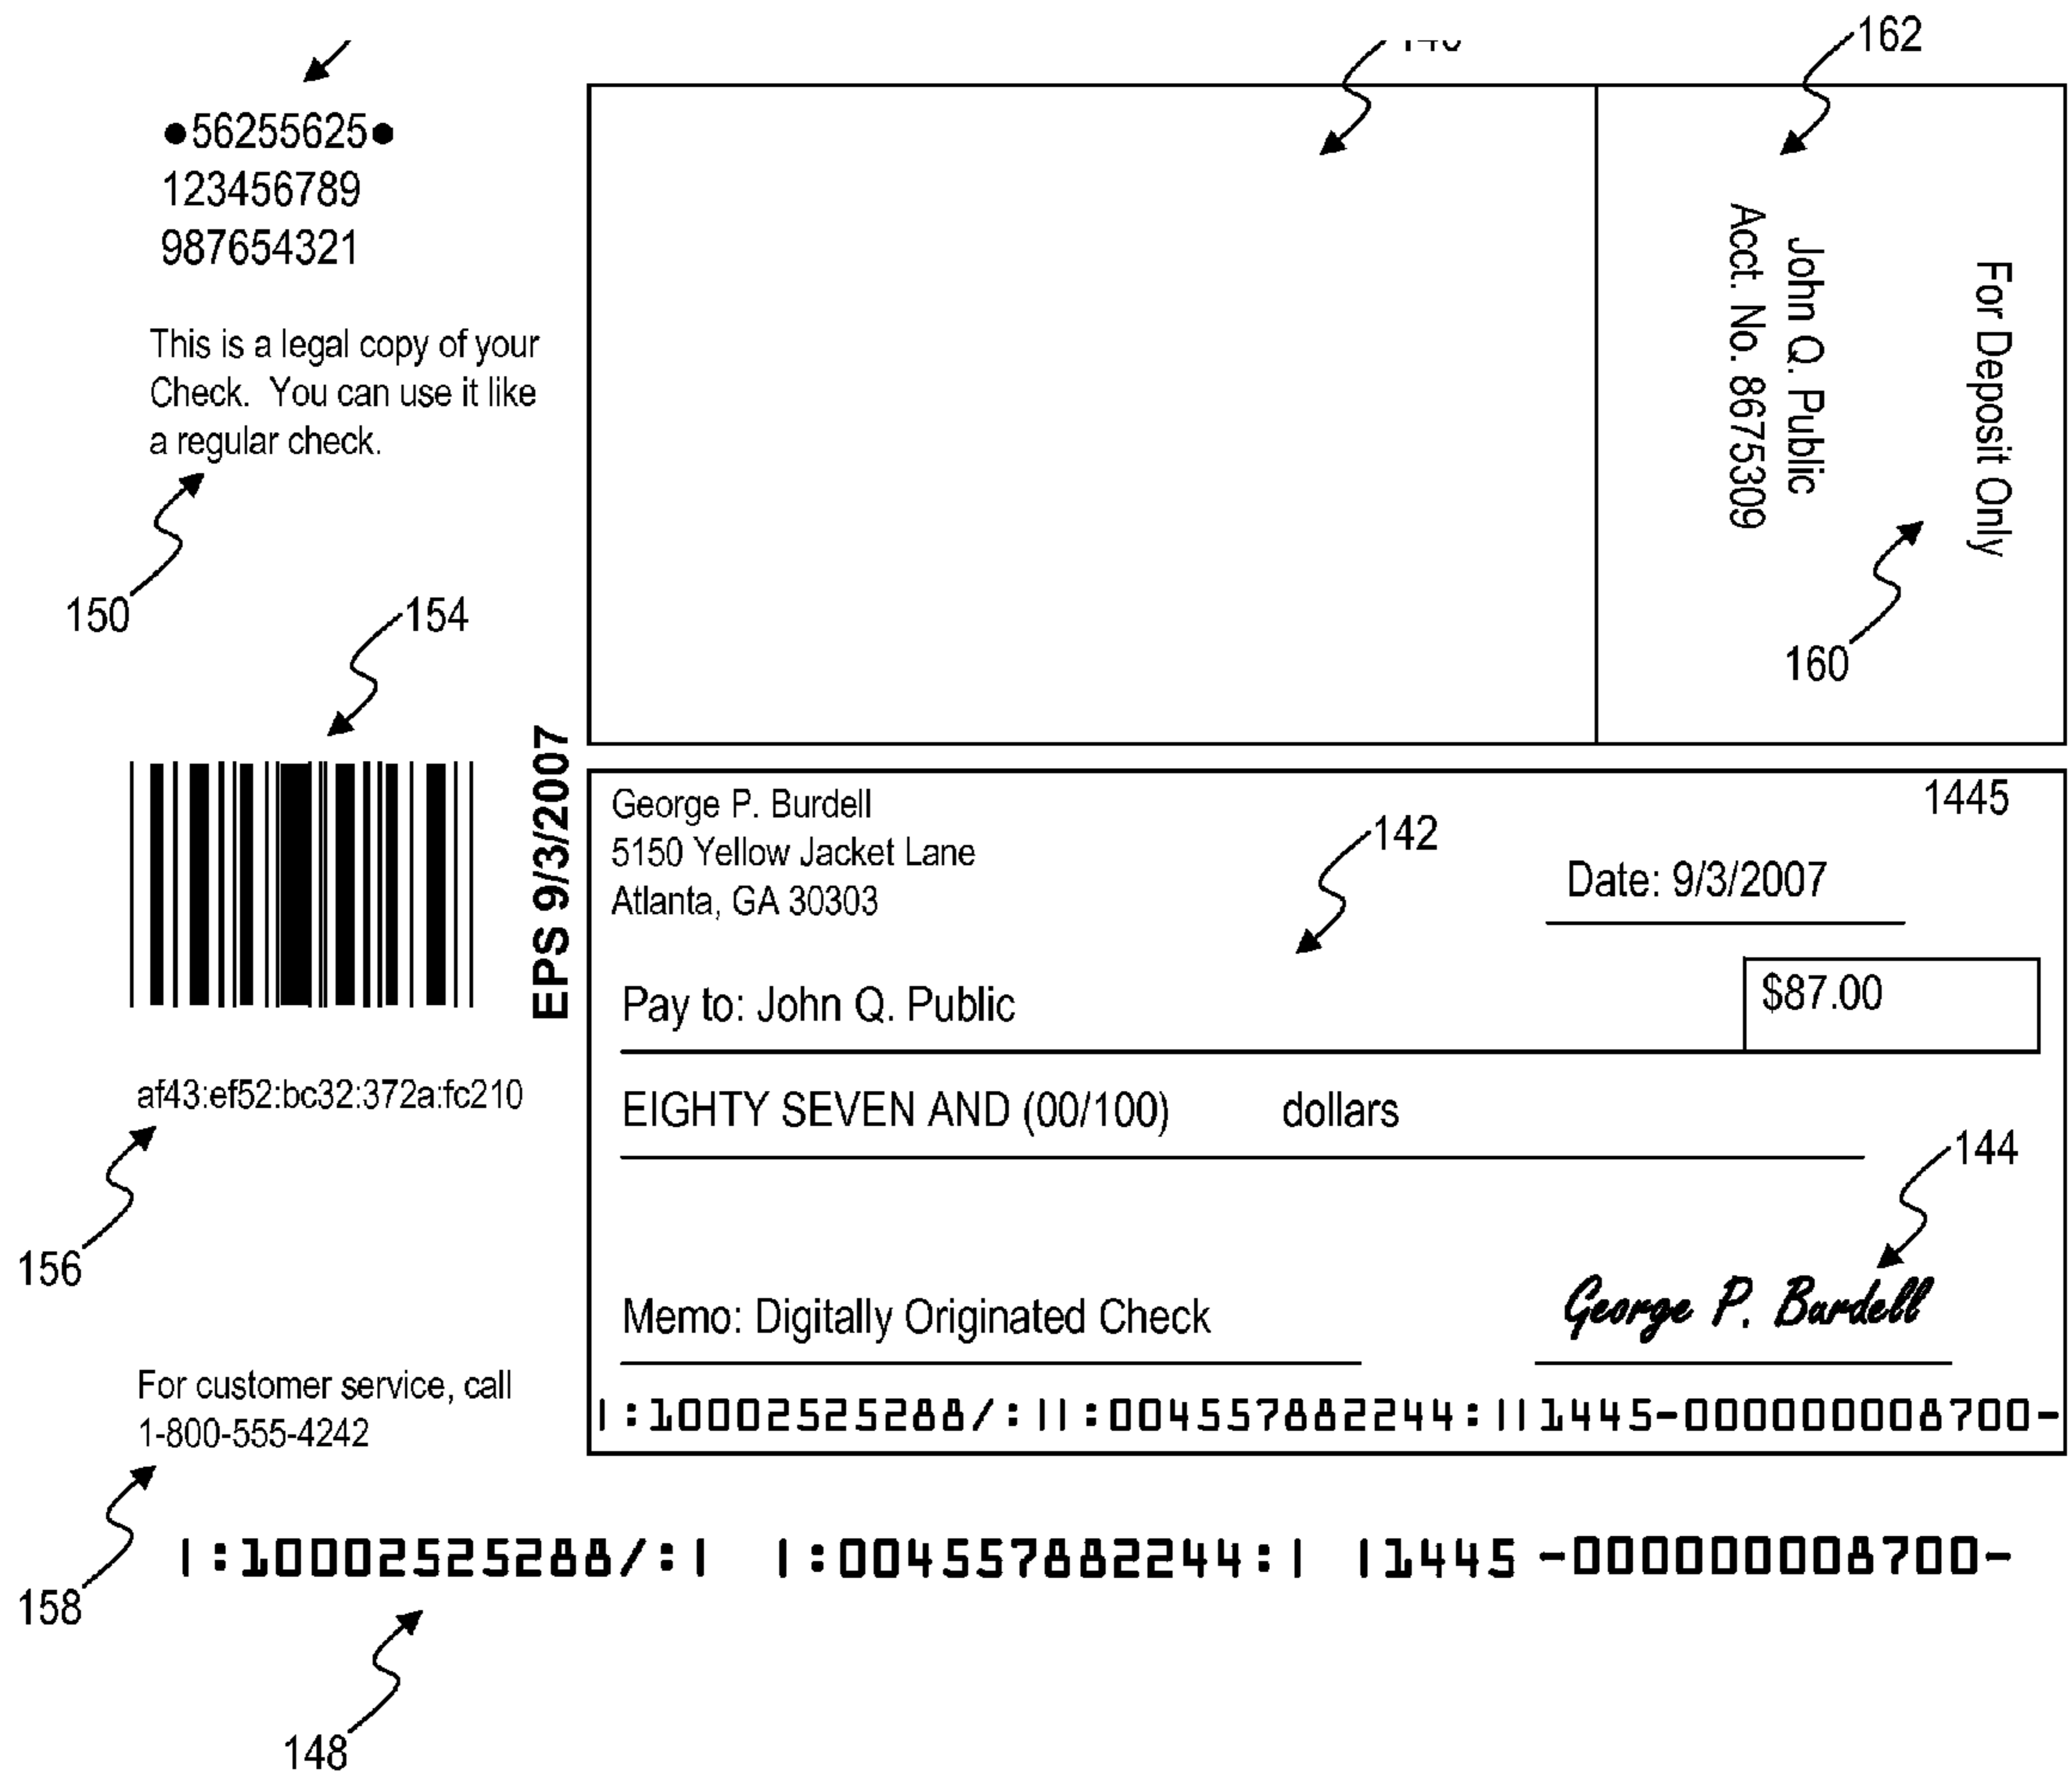 162
●56255625●
123456789
987654321
This is a legal copy of your
Check. You can use it like
a regular check.
150
154
For Deposit Only
John Q. Public
Acct. No. 8675309
160
EPS 9/3/2007
George P. Burdell
5150 Yellow Jacket Lane
Atlanta, GA 30303
142
1445
Date: 9/3/2007
Pay to: John Q. Public
$87.00
af43:ef52:bc32:372a:fc210
EIGHTY SEVEN AND (00/100) dollars
144
156
Memo: Digitally Originated Check
George P. Burdell
For customer service, call
1-800-555-4242
|:10002525288/:||:004557882244:||1445-000000008700-
158
|:10002525288/:| |:004557882244:| |1445-000000008700-
148